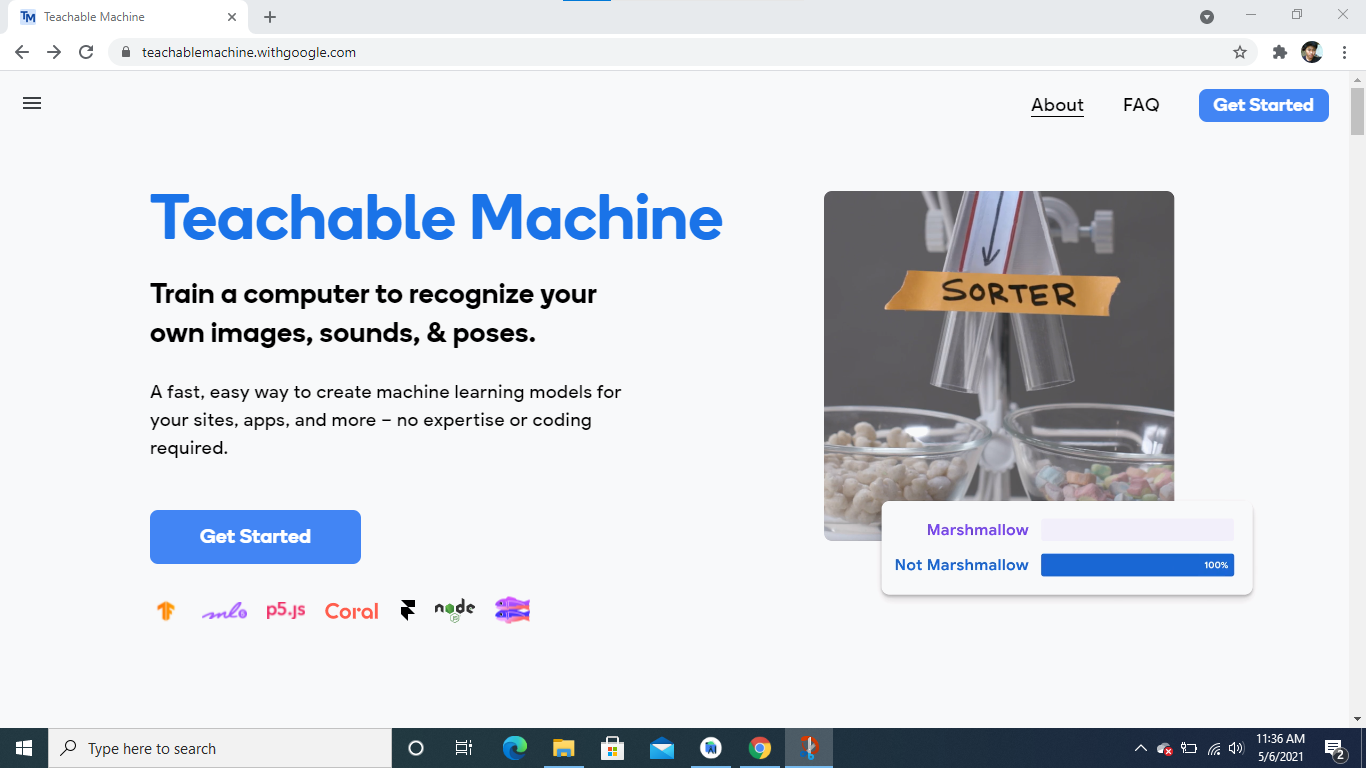 TM Teachable Machine
teachablemachine.withgoogle.com
About FAQ Get Started
Teachable Machine
Train a computer to recognize your
own images, sounds, & poses.
A fast, easy way to create machine learning models for
your sites, apps, and more – no expertise or coding
required.
Get Started
ml5 p5.js Coral node
JS
SORTER
Marshmallow
Not Marshmallow 100%
Type here to search
11:36 AM
5/6/2021
2